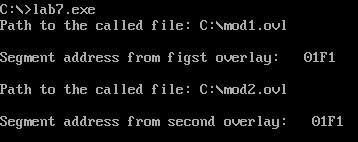 C:\>lab7.exe
Path to the called file: C:\mod1.ovl
Segment address from figst overlay:   01F1
Path to the called file: C:\mod2.ovl
Segment address from second overlay:   01F1